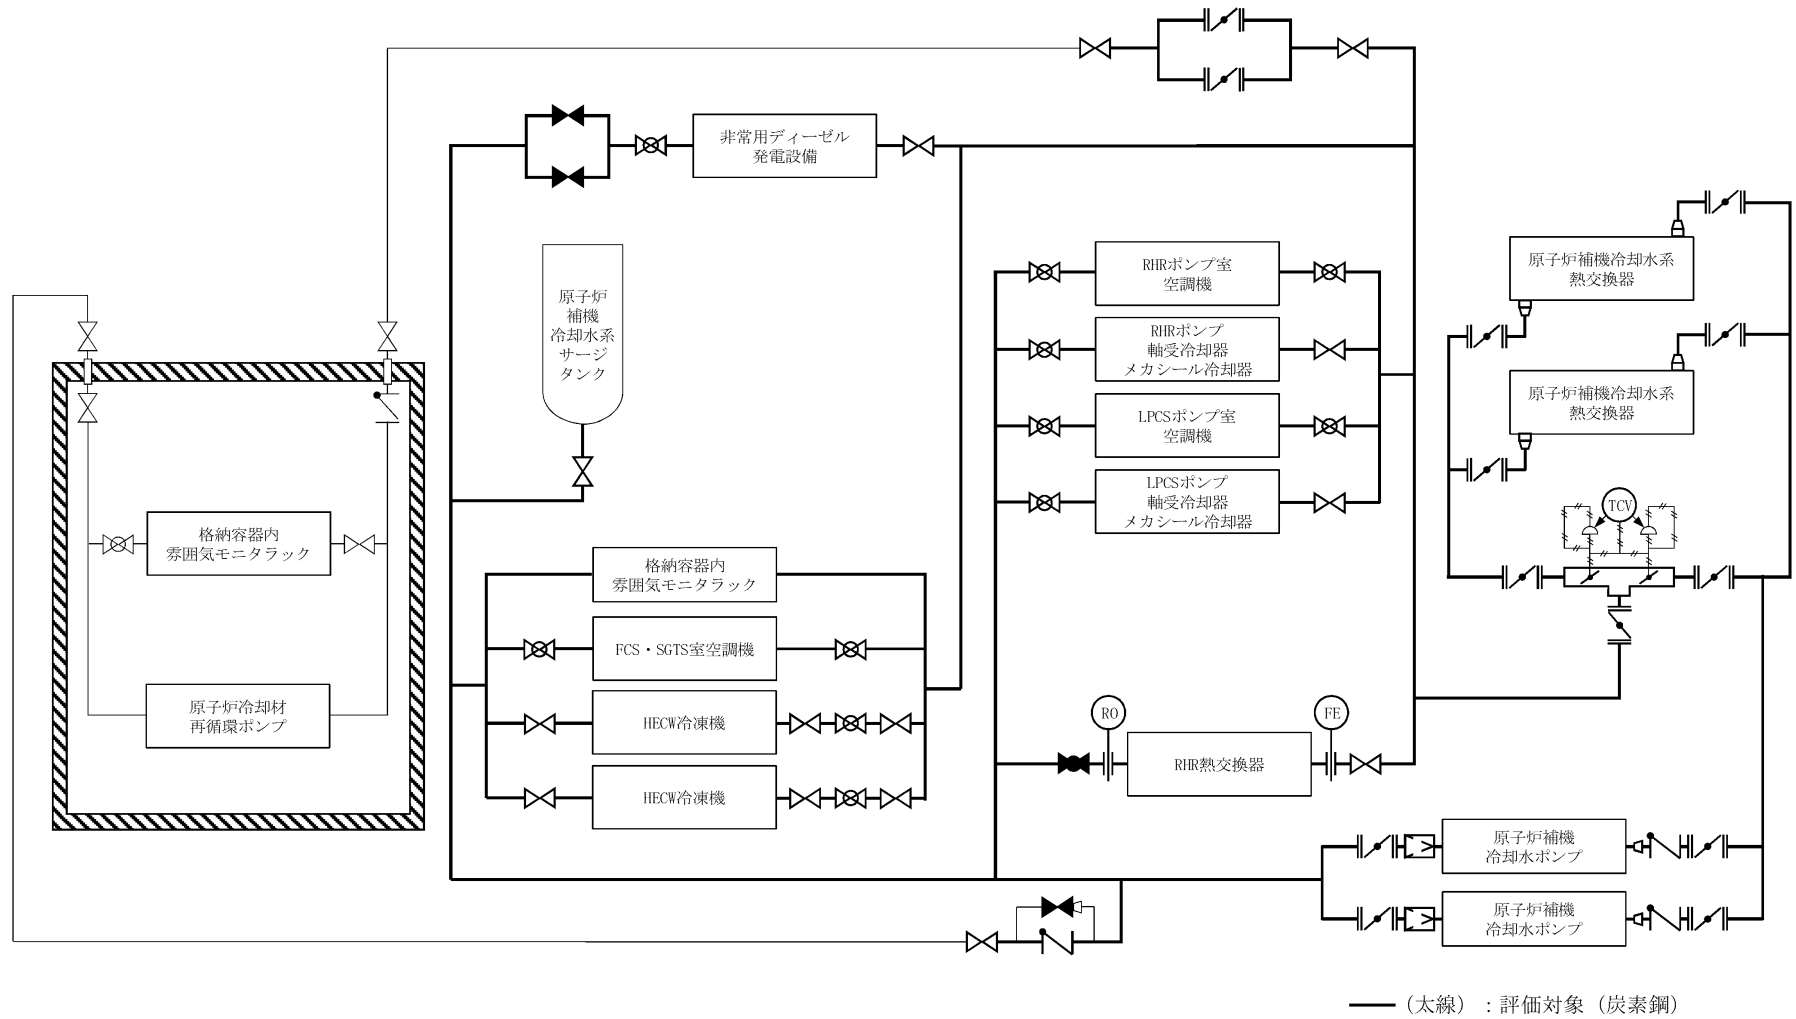 非常用ディーゼル
発電設備
原子炉
補機
冷却水系
サージ
タンク
RHRポンプ室
空調機
RHRポンプ
軸受冷却器
メカシール冷却器
LPCSポンプ室
空調機
LPCSポンプ
軸受冷却器
メカシール冷却器
原子炉補機冷却水系
熱交換器
原子炉補機冷却水系
熱交換器
TCV
格納容器内
雰囲気モニタラック
原子炉冷却材
再循環ポンプ
格納容器内
雰囲気モニタラック
FCS・SGTS室空調機
HECW冷凍機
HECW冷凍機
RO
FE
RHR熱交換器
原子炉補機
冷却水ポンプ
原子炉補機
冷却水ポンプ
(太線)：評価対象（炭素鋼）